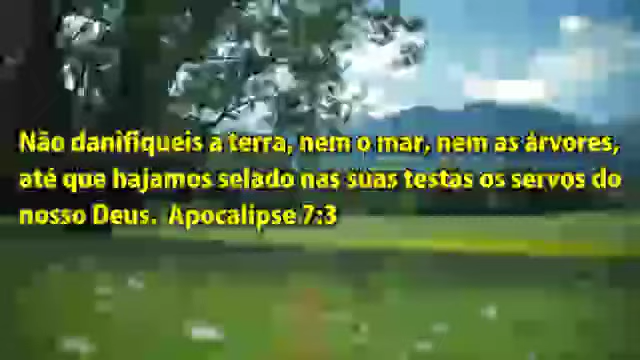 Não danifiqueis a terra, nem o mar, nem as árvores,
até que hajamos selado nas suas testas os servos do
nosso Deus. Apocalipse 7:3